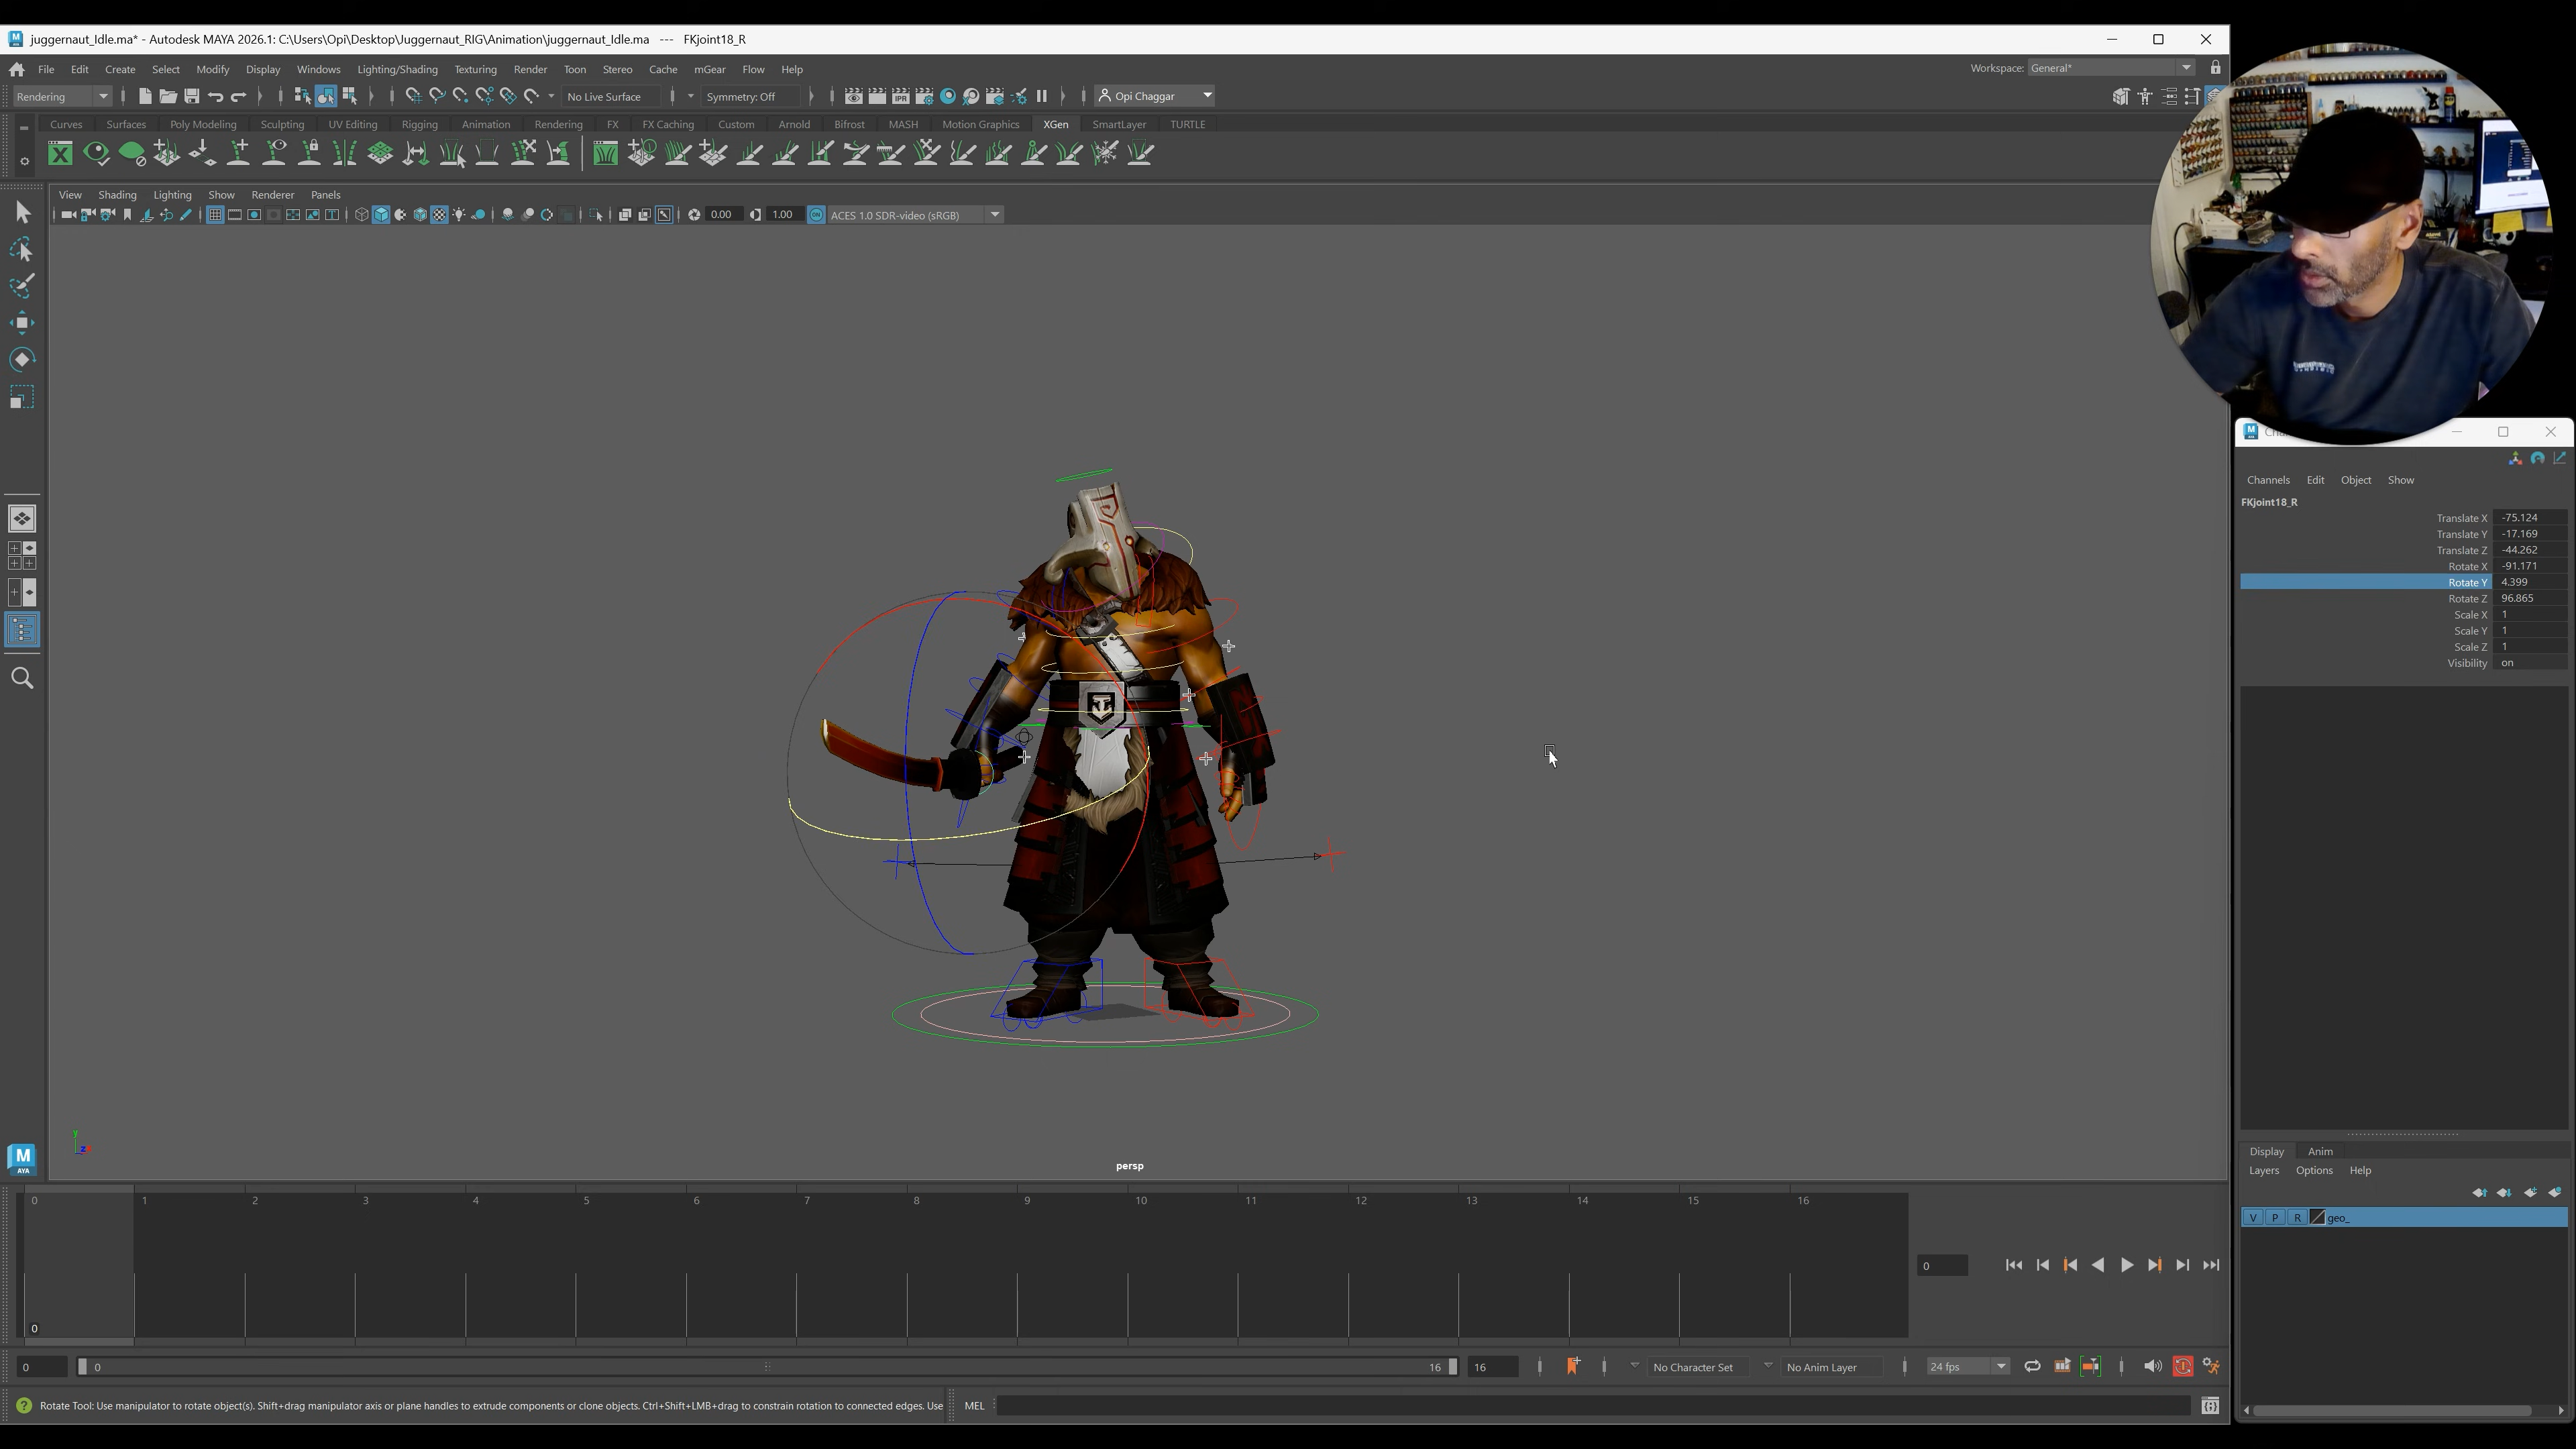 juggernaut_Idle.ma* - Autodesk MAYA 2026.1: C:\Users\Opi\Desktop\Juggernaut_RIG\Animation\juggernaut_Idle.ma --- FKjoint18_R
File Edit Create Select Modify Display Windows Lighting/Shading Texturing Render Toon Stereo Cache mGear Flow Help
Workspace: General*
Rendering No Live Surface Symmetry: Off IPR Opi Chaggar
Curves Surfaces Poly Modeling Sculpting UV Editing Rigging Animation Rendering FX FX Caching Custom Arnold Bifrost MASH Motion Graphics XGen SmartLayer TURTLE
View Shading Lighting Show Renderer Panels
0.00 1.00 ON ACES 1.0 SDR-video (sRGB)
Channels Edit Object Show
FKjoint18_R
Translate X -75.124
Translate Y -17.169
Translate Z -44.262
Rotate X -91.171
Rotate Y 4.399
Rotate Z 96.865
Scale X 1
Scale Y 1
Scale Z 1
Visibility on
y
z
persp
M
AYA
Display Anim
Layers Options Help
V P R geo_
0 1 2 3 4 5 6 7 8 9 10 11 12 13 14 15 16
0
0
0 0 16 16 No Character Set No Anim Layer 24 fps
Rotate Tool: Use manipulator to rotate object(s). Shift+drag manipulator axis or plane handles to extrude components or clone objects. Ctrl+Shift+LMB+drag to constrain rotation to connected edges. Use
MEL